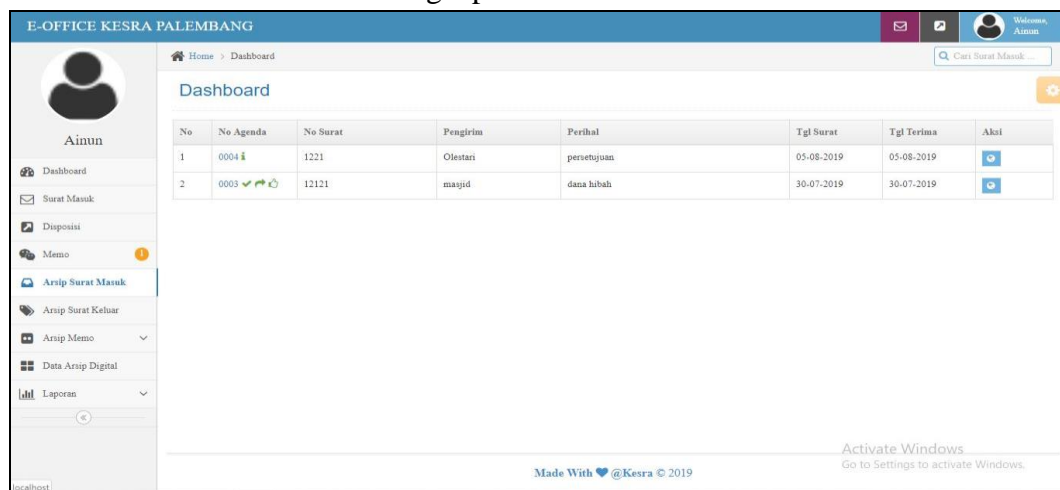 E-OFFICE KESRA PALEMBANG
Welcome,
Ainun
Home > Dashboard
Cari Surat Masuk ...
Dashboard
Ainun
Dashboard
Surat Masuk
Disposisi
Memo
Arsip Surat Masuk
Arsip Surat Keluar
Arsip Memo
Data Arsip Digital
Laporan
No No Agenda No Surat Pengirim Perihal Tgl Surat Tgl Terima Aksi
1 0004 1221 Olestari persetujuan 05-08-2019 05-08-2019
2 0003 12121 masjid dana hibah 30-07-2019 30-07-2019
Activate Windows
Go to Settings to activate Windows.
Made With @Kesra © 2019
localhost